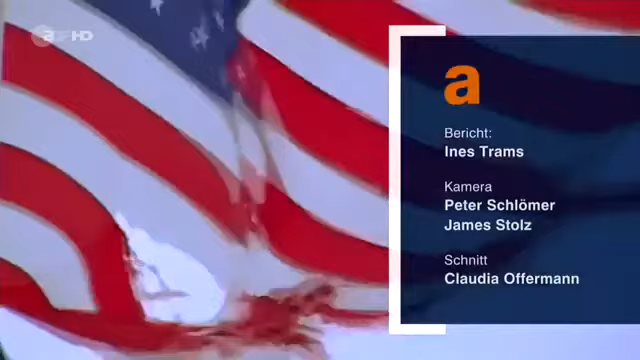 ZDF HD
a
Bericht:
Ines Trams
Kamera
Peter Schlömer
James Stolz
Schnitt
Claudia Offermann